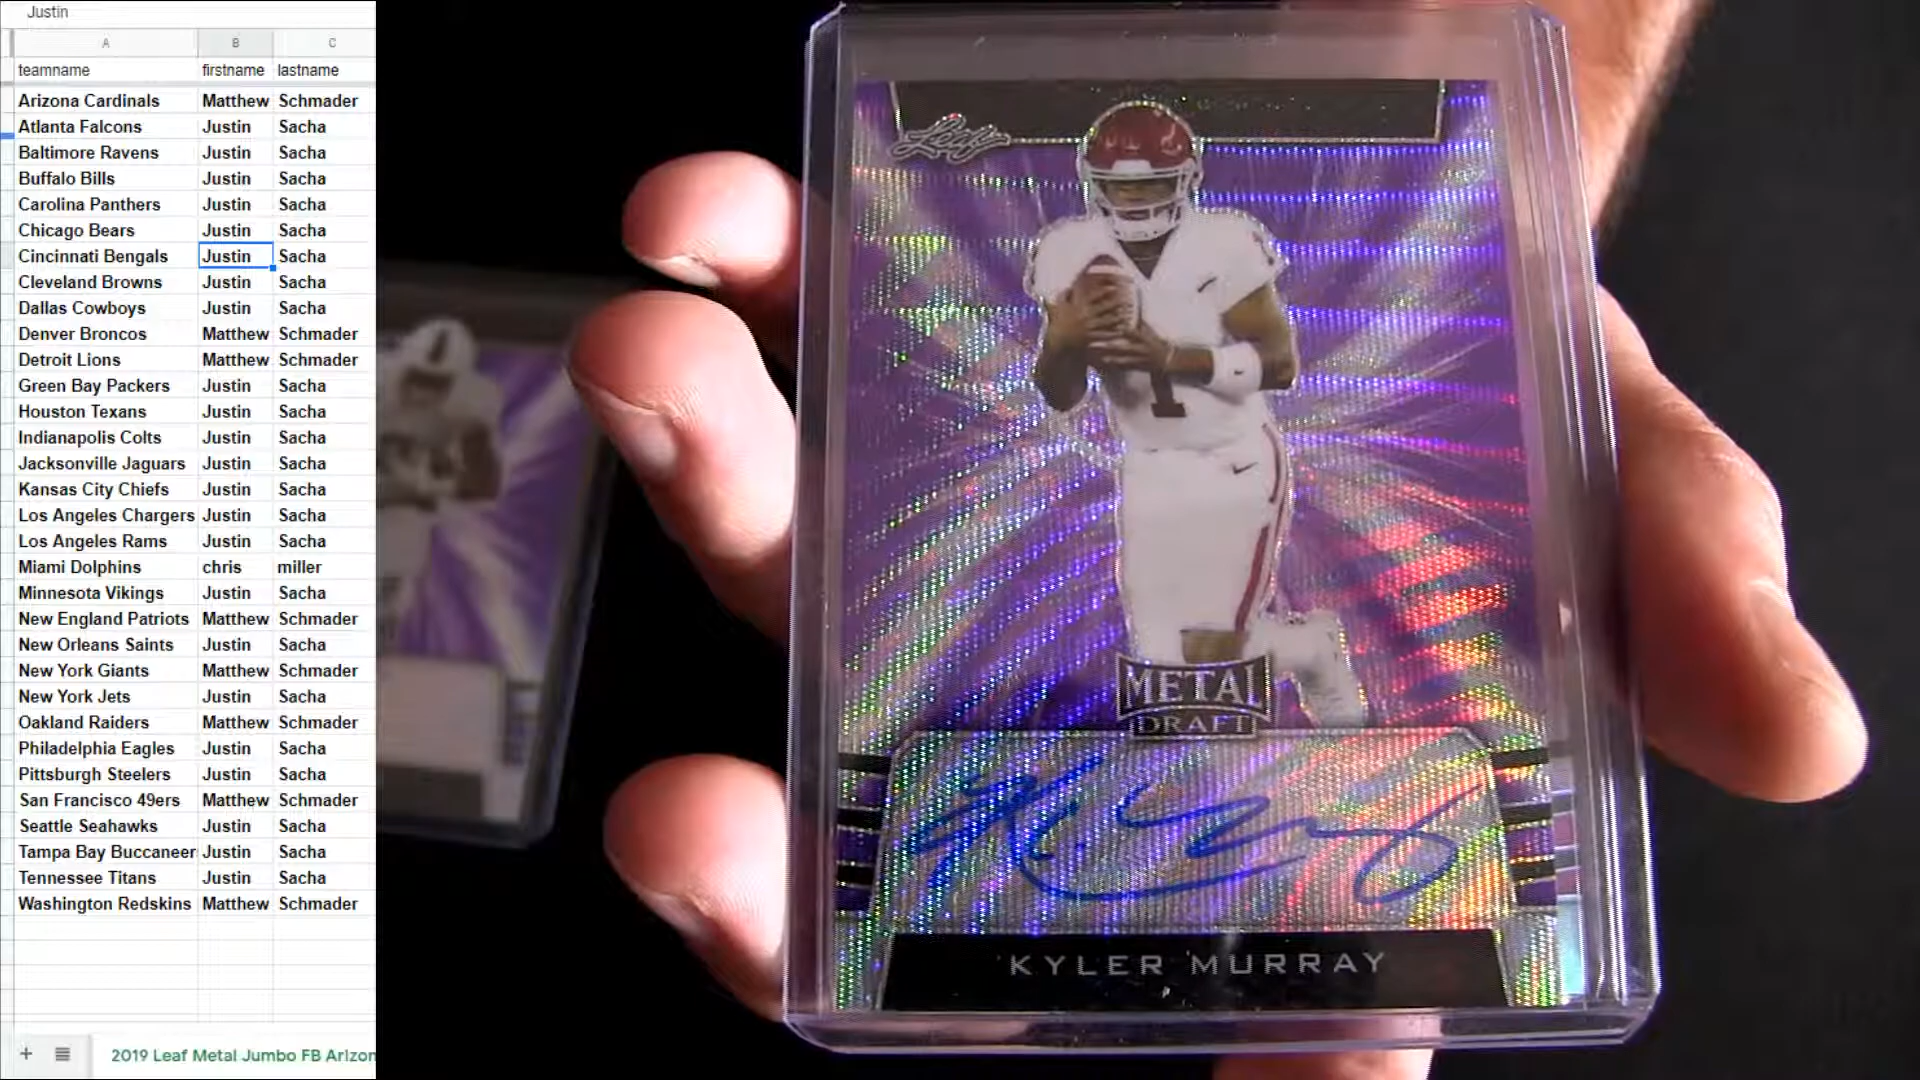 Justin
A B C
teamname firstname lastname
Arizona Cardinals Matthew Schmader
Atlanta Falcons Justin Sacha
Baltimore Ravens Justin Sacha
Buffalo Bills Justin Sacha
Carolina Panthers Justin Sacha
Chicago Bears Justin Sacha
Cincinnati Bengals Justin Sacha
Cleveland Browns Justin Sacha
Dallas Cowboys Justin Sacha
Denver Broncos Matthew Schmader
Detroit Lions Matthew Schmader
Green Bay Packers Justin Sacha
Houston Texans Justin Sacha
Indianapolis Colts Justin Sacha
Jacksonville Jaguars Justin Sacha
Kansas City Chiefs Justin Sacha
Los Angeles Chargers Justin Sacha
Los Angeles Rams Justin Sacha
Miami Dolphins chris miller
Minnesota Vikings Justin Sacha
New England Patriots Matthew Schmader
New Orleans Saints Justin Sacha
New York Giants Matthew Schmader
New York Jets Justin Sacha
Oakland Raiders Matthew Schmader
Philadelphia Eagles Justin Sacha
Pittsburgh Steelers Justin Sacha
San Francisco 49ers Matthew Schmader
Seattle Seahawks Justin Sacha
Tampa Bay Buccaneer Justin Sacha
Tennessee Titans Justin Sacha
Washington Redskins Matthew Schmader
2019 Leaf Metal Jumbo FB Arizon
Leaf
1
METAL
DRAFT
KYLER MURRAY